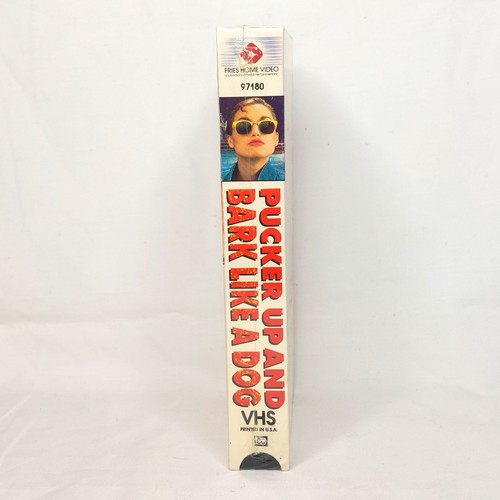 FRIES HOME VIDEO
97180
PUCKER UP AND
BARK LIKE A DOG
VHS
PRINTED IN U.S.A.